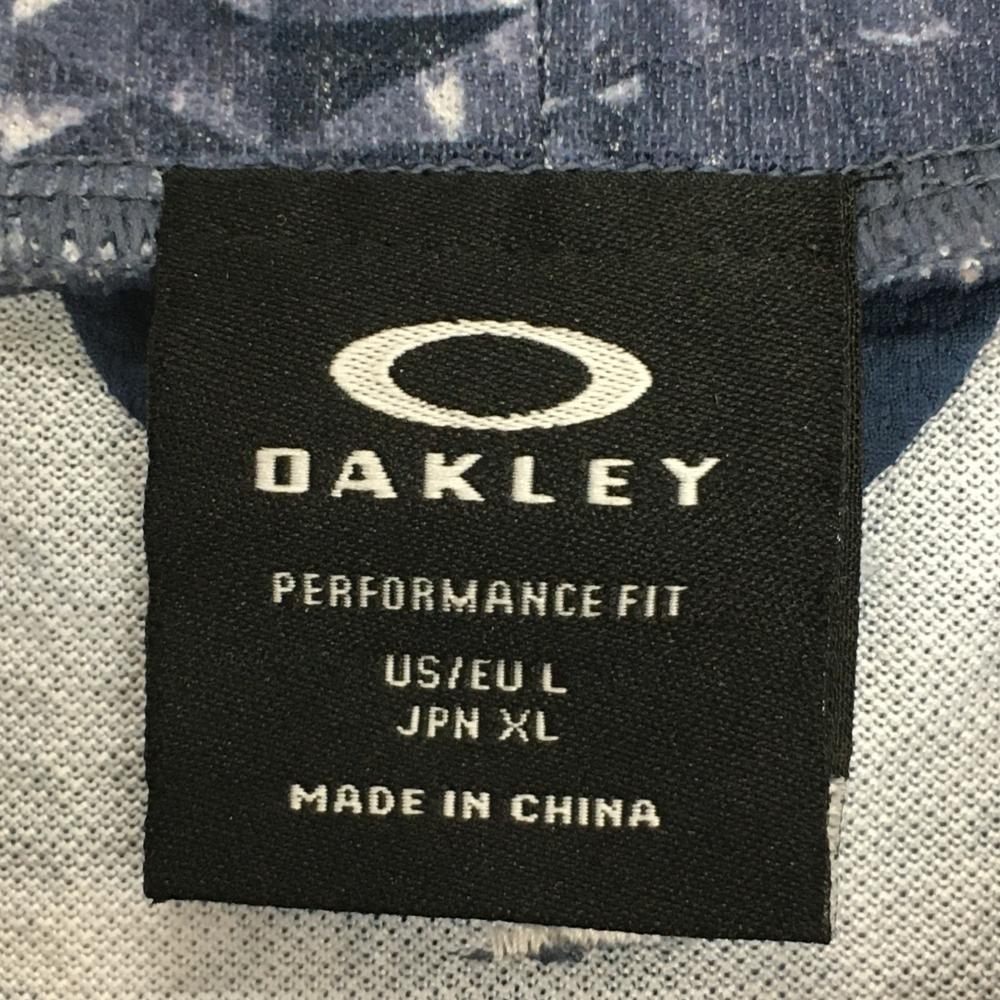 OAKLEY
PERFORMANCE FIT
US/EU L
JPN XL
MADE IN CHINA